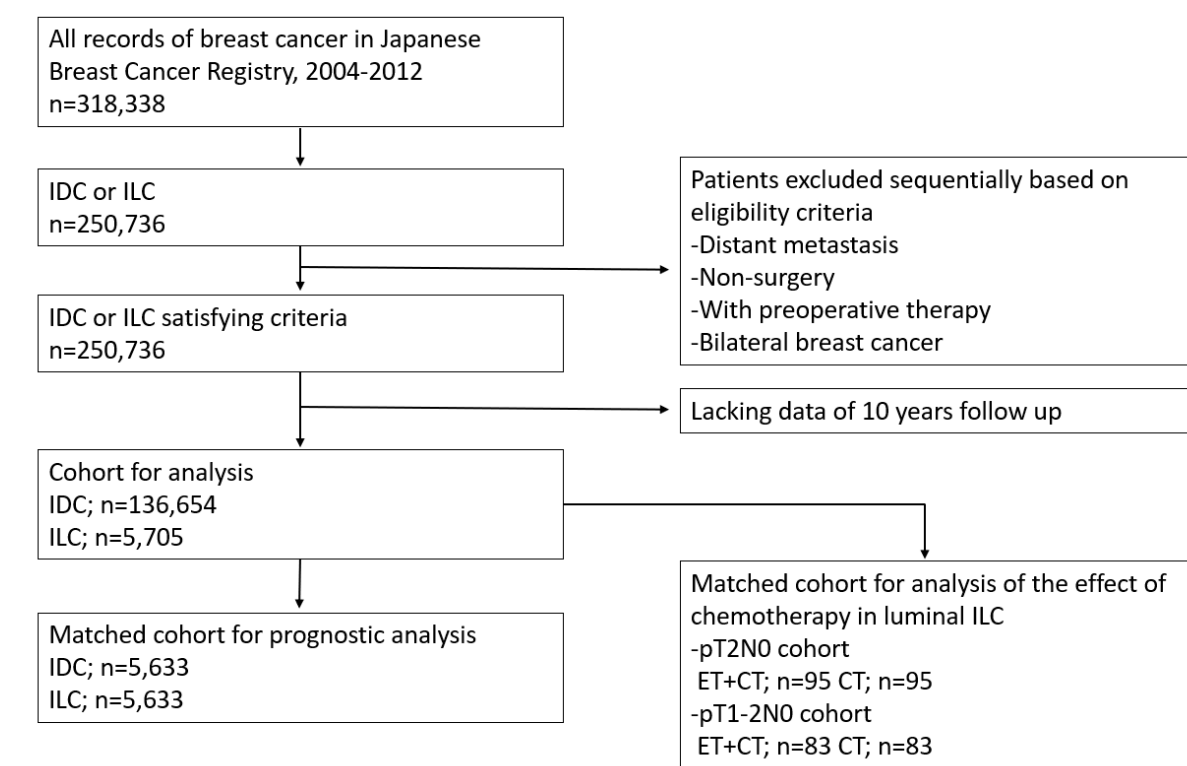 All records of breast cancer in Japanese
Breast Cancer Registry, 2004-2012
n=318,338
IDC or ILC
n=250,736
Patients excluded sequentially based on
eligibility criteria
-Distant metastasis
-Non-surgery
-With preoperative therapy
-Bilateral breast cancer
IDC or ILC satisfying criteria
n=250,736
Lacking data of 10 years follow up
Cohort for analysis
IDC; n=136,654
ILC; n=5,705
Matched cohort for prognostic analysis
IDC; n=5,633
ILC; n=5,633
Matched cohort for analysis of the effect of
chemotherapy in luminal ILC
-pT2N0 cohort
ET+CT; n=95 CT; n=95
-pT1-2N0 cohort
ET+CT; n=83 CT; n=83